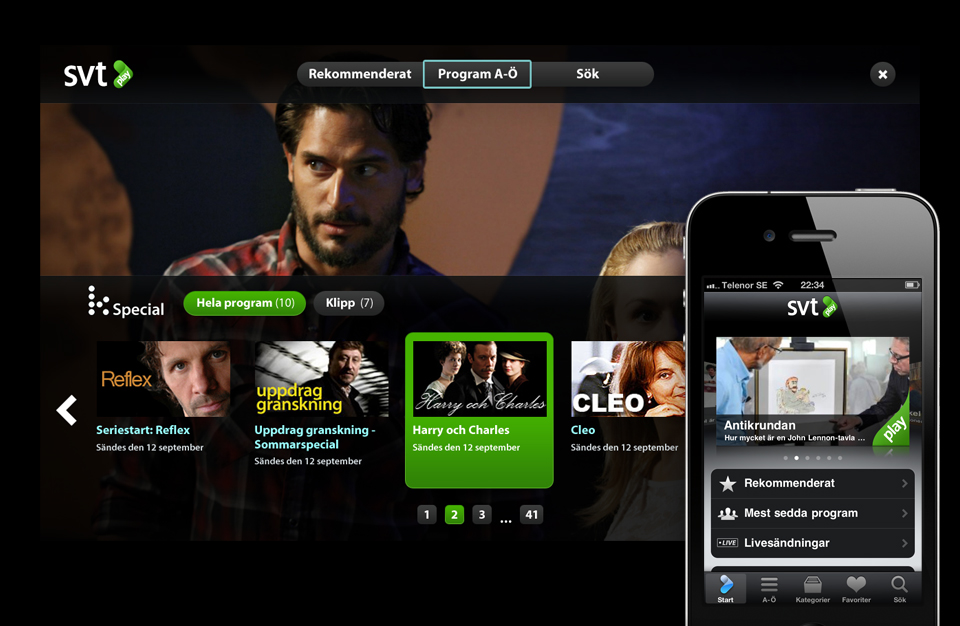 svt play
Rekommenderat
Program A-Ö
Sök
Special
Hela program (10)
Klipp (7)
Reflex
Seriestart: Reflex
Sändes den 12 september
uppdrag
granskning
Uppdrag granskning -
Sommarspecial
Sändes den 12 september
Harry och Charles
Harry och Charles
Sändes den 12 september
CLEO
Cleo
Sändes den 12 september
1 2 3 ... 41
Telenor SE 22:34
svt play
Antikrundan
Hur mycket är en John Lennon-tavla ...
play
Rekommenderat
Mest sedda program
LIVE Livesändningar
Start A-Ö Kategorier Favoriter Sök